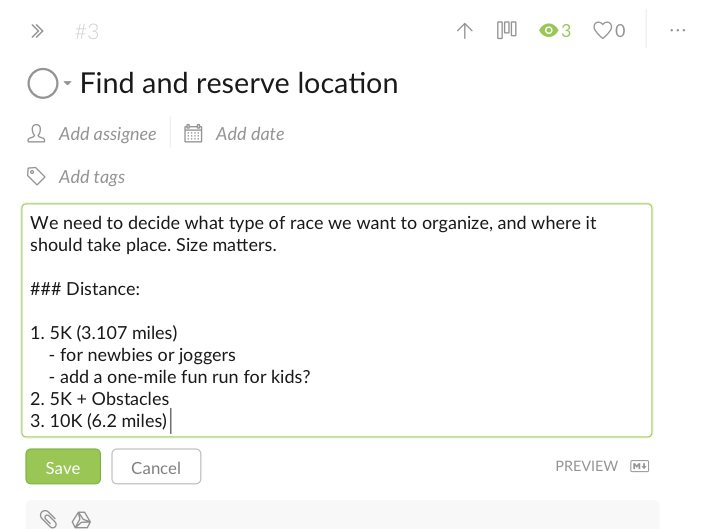 #3
3
0
Find and reserve location
Add assignee
Add date
Add tags
We need to decide what type of race we want to organize, and where it
should take place. Size matters.
### Distance:
1. 5K (3.107 miles)
- for newbies or joggers
- add a one-mile fun run for kids?
2. 5K + Obstacles
3. 10K (6.2 miles)
Save
Cancel
PREVIEW
M